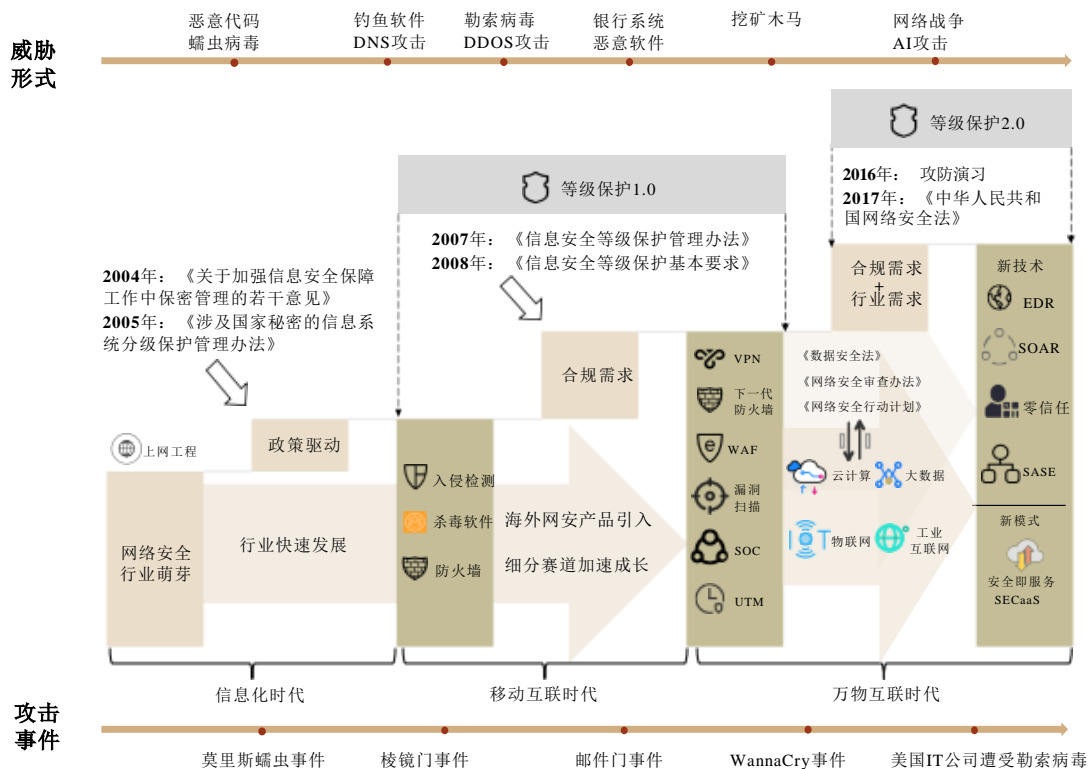 恶意代码
蠕虫病毒
钓鱼软件
DNS攻击
勒索病毒
DDOS攻击
银行系统
恶意软件
挖矿木马
网络战争
AI攻击
威胁
形式
等级保护2.0
2016年： 攻防演习
2017年：《中华人民共和
国网络安全法》
等级保护1.0
2007年：《信息安全等级保护管理办法》
2008年：《信息安全等级保护基本要求》
2004年：《关于加强信息安全保障
工作中保密管理的若干意见》
2005年：《涉及国家秘密的信息系
统分级保护管理办法》
上网工程
政策驱动
合规需求
合规需求
+
行业需求
网络安全
行业萌芽
行业快速发展
入侵检测
杀毒软件
防火墙
海外网安产品引入
细分赛道加速成长
VPN
下一代
防火墙
WAF
漏洞
扫描
SOC
UTM
《数据安全法》
《网络安全审查办法》
《网络安全行动计划》
云计算
大数据
IOT
物联网
工业
互联网
新技术
EDR
SOAR
零信任
SASE
新模式
安全即服务
SECaaS
信息化时代
移动互联时代
万物互联时代
攻击
事件
莫里斯蠕虫事件
棱镜门事件
邮件门事件
WannaCry事件
美国IT公司遭受勒索病毒